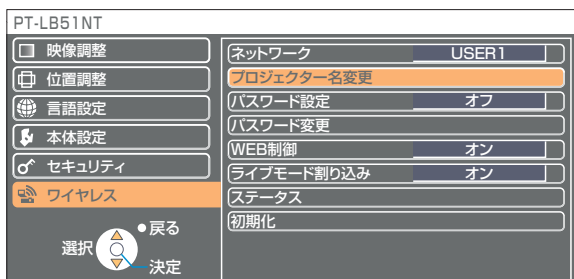 PT-LB51NT
映像調整
位置調整
言語設定
本体設定
セキュリティ
ワイヤレス
戻る
選択
決定
ネットワーク USER1
プロジェクター名変更
パスワード設定 オフ
パスワード変更
WEB制御 オン
ライブモード割り込み オン
ステータス
初期化